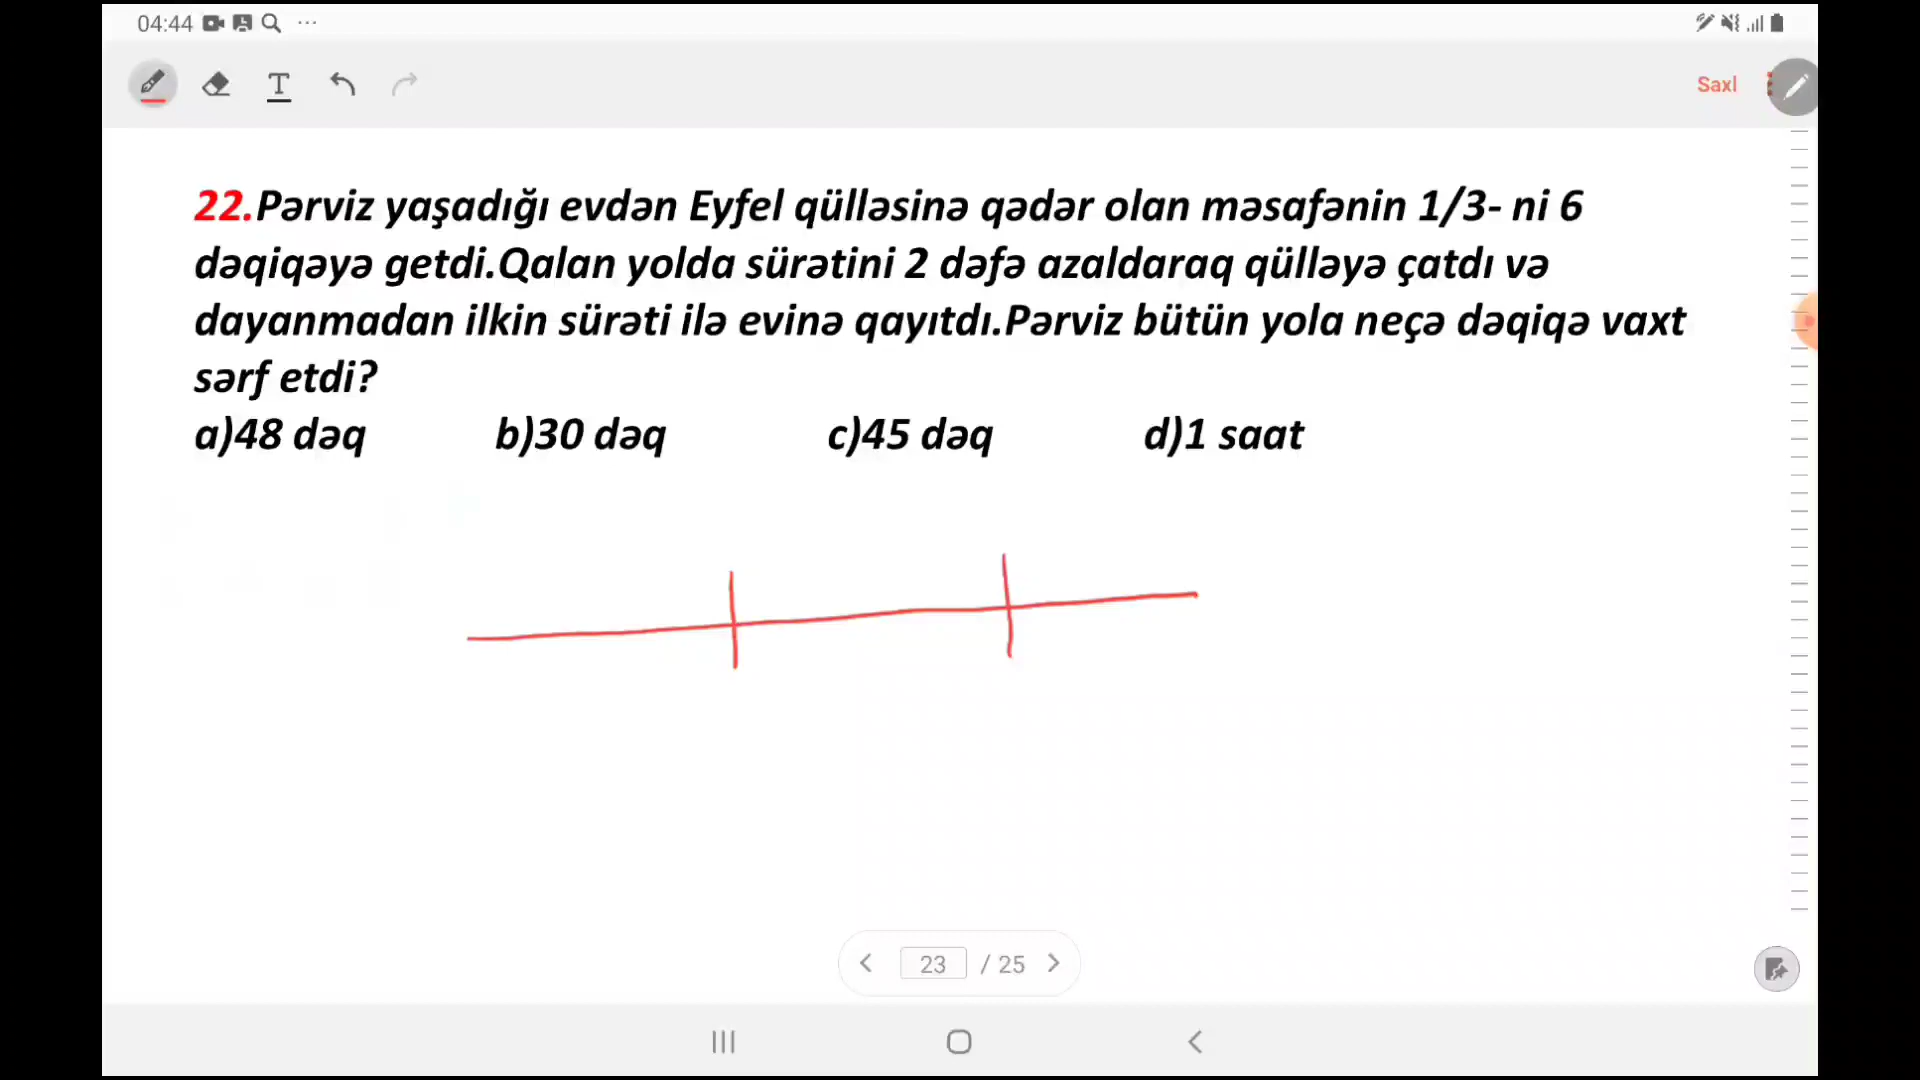 04:44
Saxl
22.Pərviz yaşadığı evdən Eyfel qülləsinə qədər olan məsafənin 1/3- ni 6
dəqiqəyə getdi.Qalan yolda sürətini 2 dəfə azaldaraq qülləyə çatdı və
dayanmadan ilkin sürəti ilə evinə qayıtdı.Pərviz bütün yola neçə dəqiqə vaxt
sərf etdi?
a)48 dəq b)30 dəq c)45 dəq d)1 saat
23 / 25